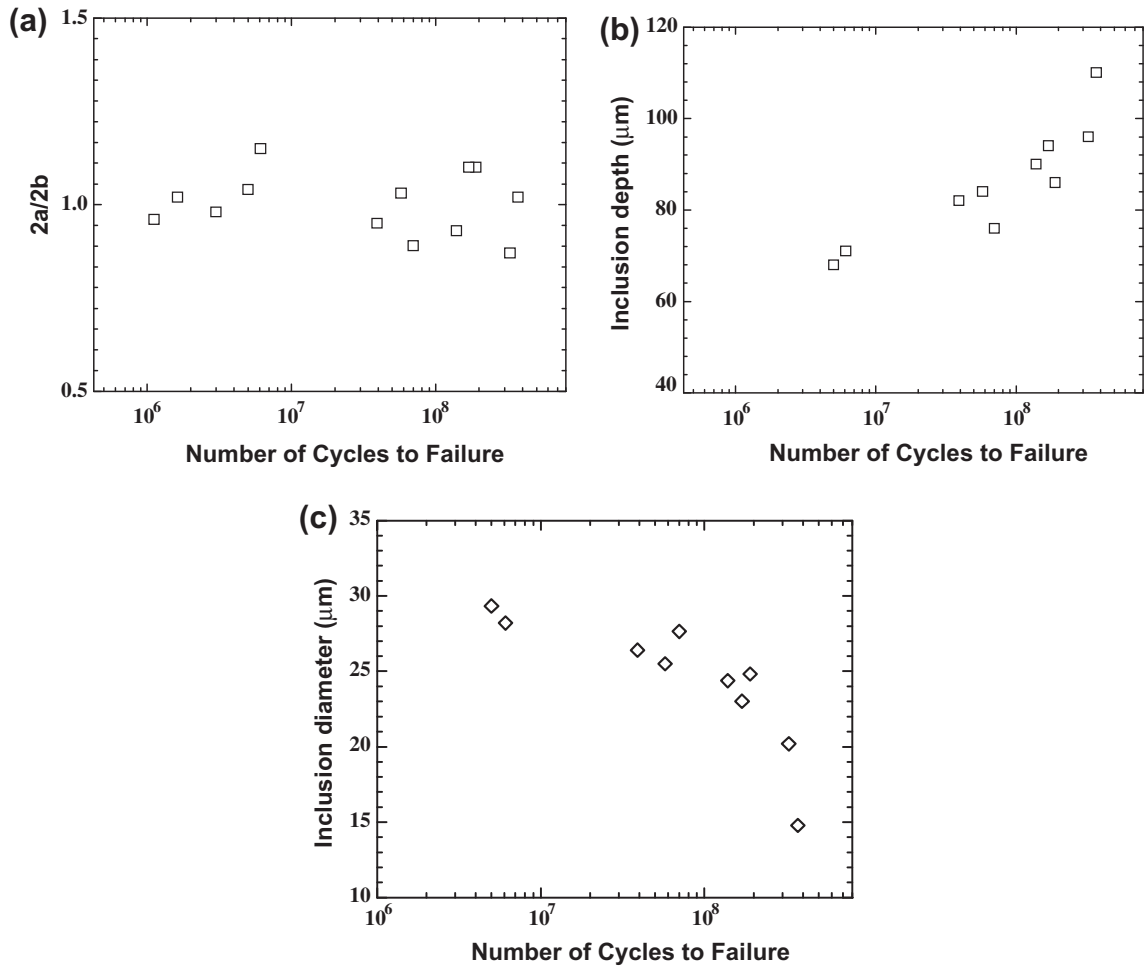 (a)
1.5
1.0
0.5
2a/2b
10^6 10^7 10^8
Number of Cycles to Failure
(b)
120
100
80
60
40
Inclusion depth (μm)
10^6 10^7 10^8
Number of Cycles to Failure
(c)
35
30
25
20
15
10
Inclusion diameter (μm)
10^6 10^7 10^8
Number of Cycles to Failure